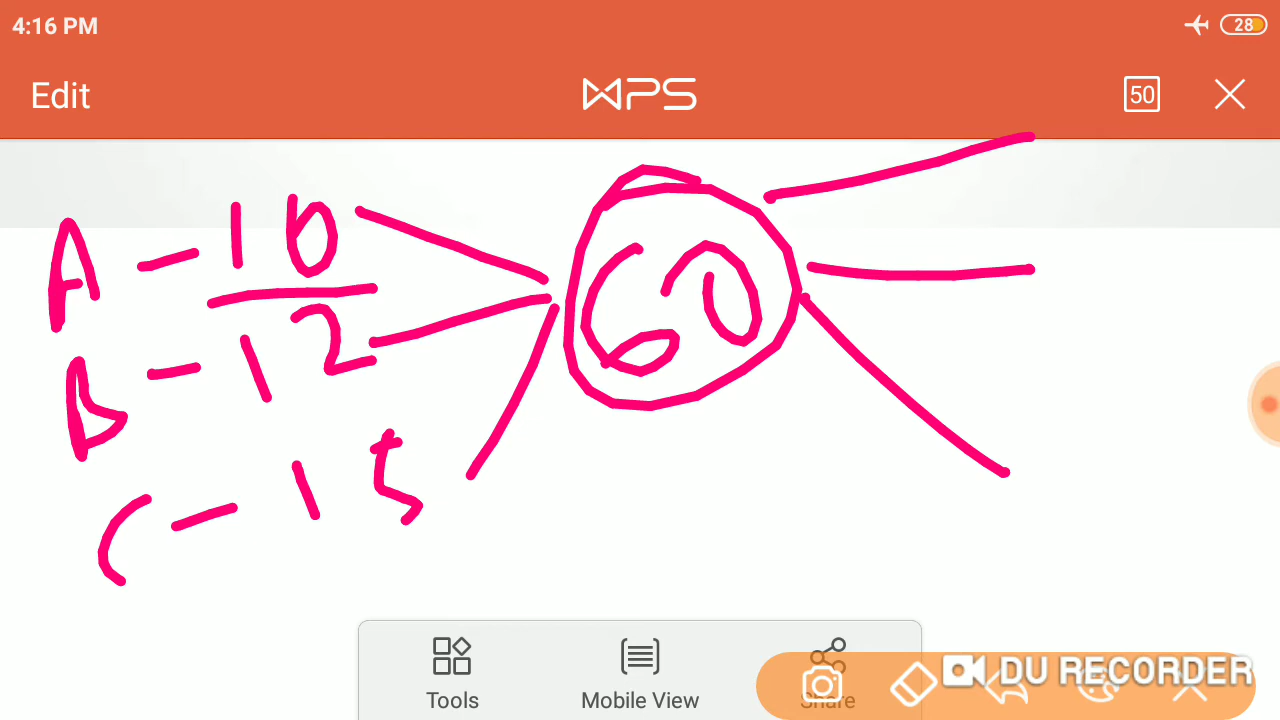 4:16 PM
28
Edit
WPS
50
A - 10
B - 12
C - 15
60
Tools
Mobile View
Share
DU RECORDER